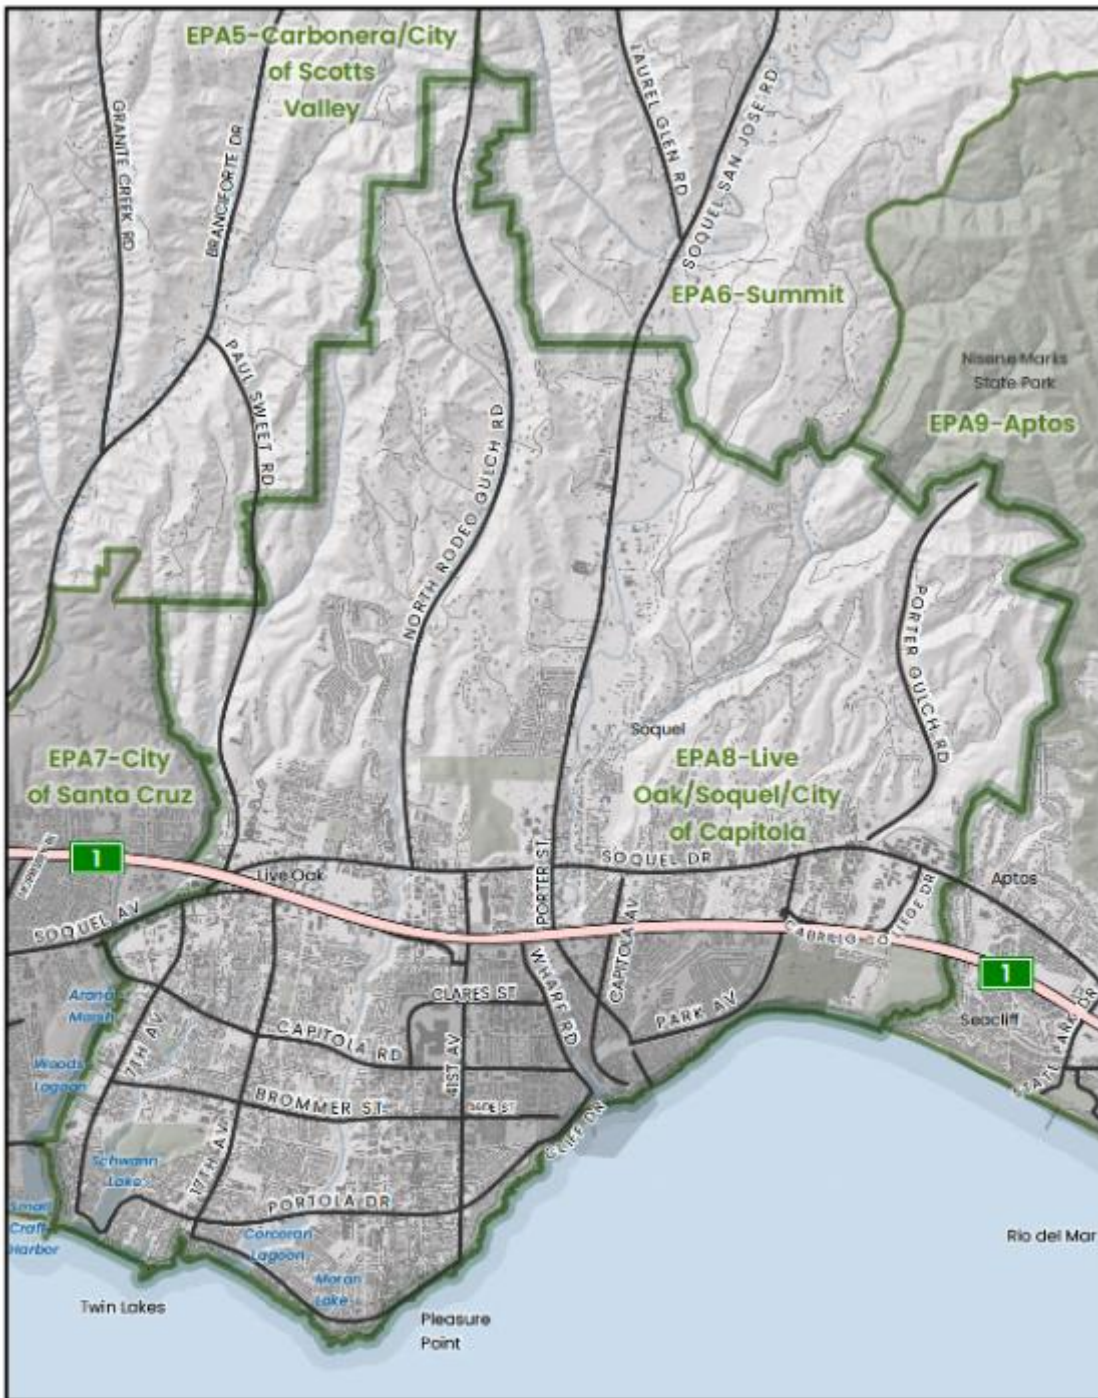 EPA5-Carbonera/City
of Scotts
Valley
GRANITE CREEK RD
BRANCIFORTE DR
LAUREL GLEN RD
SOQUEL SAN JOSE RD
EPA6-Summit
PAUL SWEET RD
Nisene Marks
State Park
EPA9-Aptos
NORTH RODEO GULCH RD
PORTER GULCH RD
Soquel
EPA7-City
of Santa Cruz
EPA8-Live
Oak/Soquel/City
of Capitola
1
SOQUEL DR
PORTER ST
Live Oak
Aptos
SOQUEL AV
CAPITOLA AV
CABRILLO COLLEGE DR
1
WHARF RD
Arana
Marsh
CLARES ST
PARK AV
Seacliff
STATE PARK DR
7TH AV
CAPITOLA RD
41ST AV
Woods
Lagoon
BROMMER ST
JADE ST
CLIFF DR
Schwann
Lake
17TH AV
PORTOLA DR
Small
Craft
Harbor
Corcoran
Lagoon
Rio del Mar
Moran
Lake
Twin Lakes
Pleasure
Point